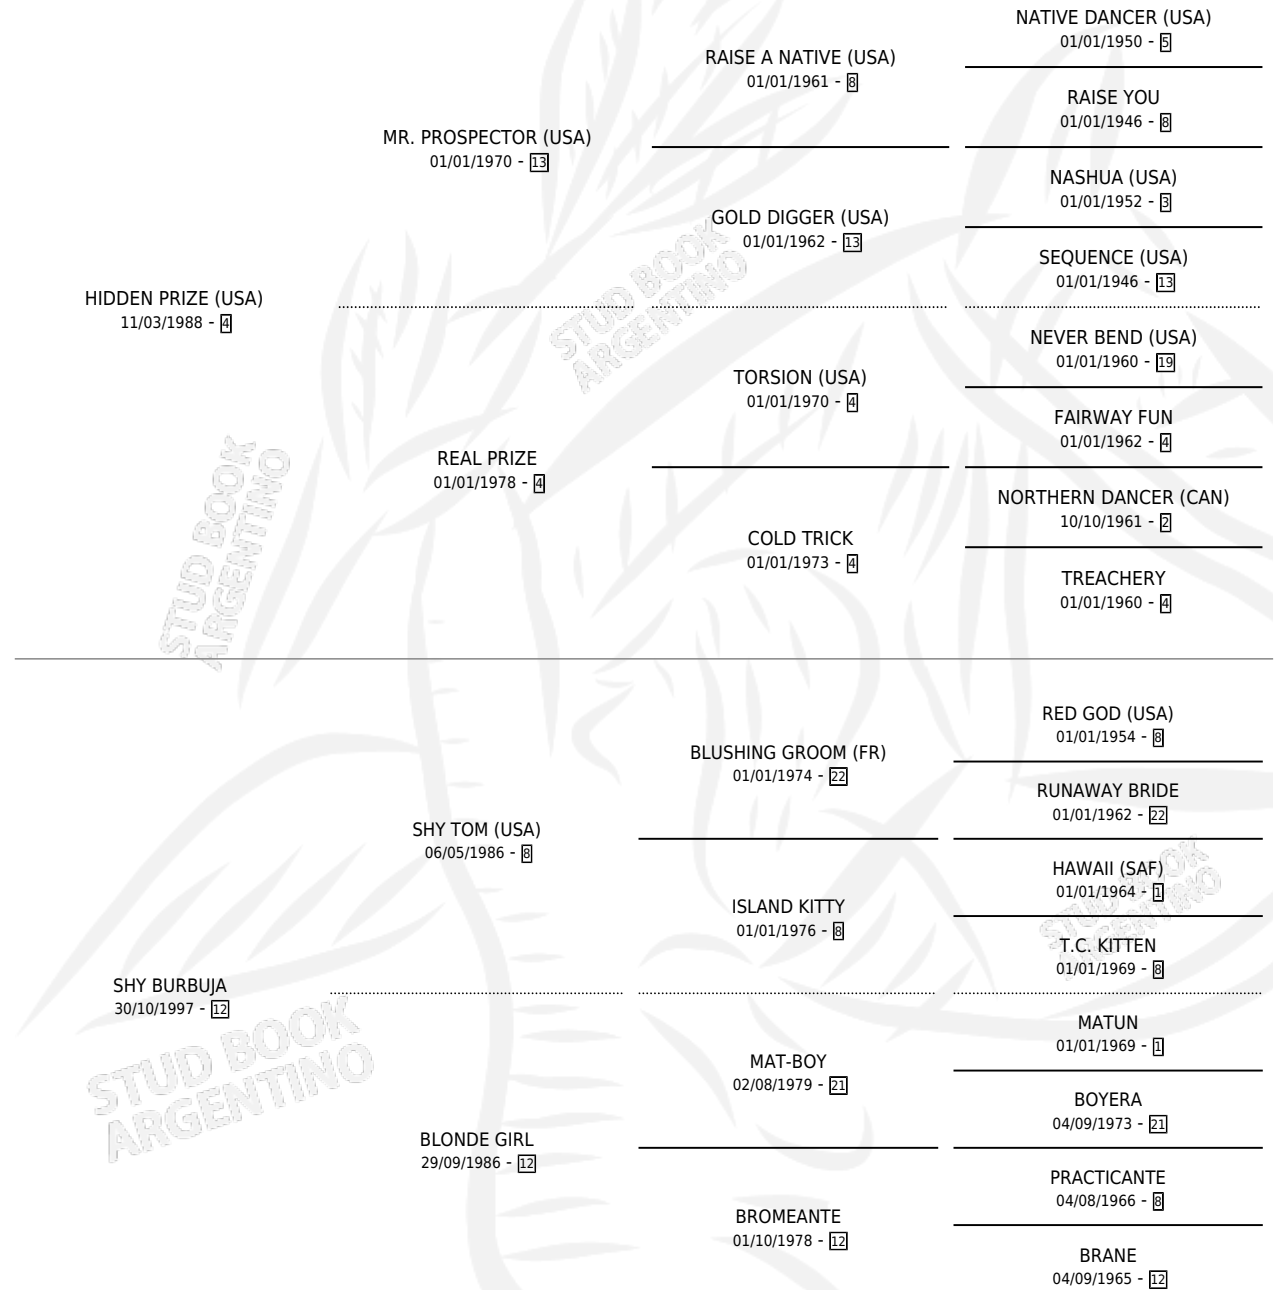 NATIVE DANCER (USA)
01/01/1950 - 5
RAISE A NATIVE (USA)
01/01/1961 - 8
RAISE YOU
01/01/1946 - 8
MR. PROSPECTOR (USA)
01/01/1970 - 13
NASHUA (USA)
01/01/1952 - 3
GOLD DIGGER (USA)
01/01/1962 - 13
SEQUENCE (USA)
01/01/1946 - 13
HIDDEN PRIZE (USA)
11/03/1988 - 4
NEVER BEND (USA)
01/01/1960 - 19
TORSION (USA)
01/01/1970 - 4
FAIRWAY FUN
01/01/1962 - 4
REAL PRIZE
01/01/1978 - 4
NORTHERN DANCER (CAN)
10/10/1961 - 2
COLD TRICK
01/01/1973 - 4
TREACHERY
01/01/1960 - 4
RED GOD (USA)
01/01/1954 - 8
BLUSHING GROOM (FR)
01/01/1974 - 22
RUNAWAY BRIDE
01/01/1962 - 22
SHY TOM (USA)
06/05/1986 - 8
HAWAII (SAF)
01/01/1964 - 1
ISLAND KITTY
01/01/1976 - 8
T.C. KITTEN
01/01/1969 - 8
SHY BURBUJA
30/10/1997 - 12
MATUN
01/01/1969 - 1
MAT-BOY
02/08/1979 - 21
BOYERA
04/09/1973 - 21
BLONDE GIRL
29/09/1986 - 12
PRACTICANTE
04/08/1966 - 8
BROMEANTE
01/10/1978 - 12
BRANE
04/09/1965 - 12
STUD BOOK
ARGENTINO
STUD BOOK
ARGENTINO
STUD BOOK
ARGENTINO
STUD BOOK
ARGENTINO